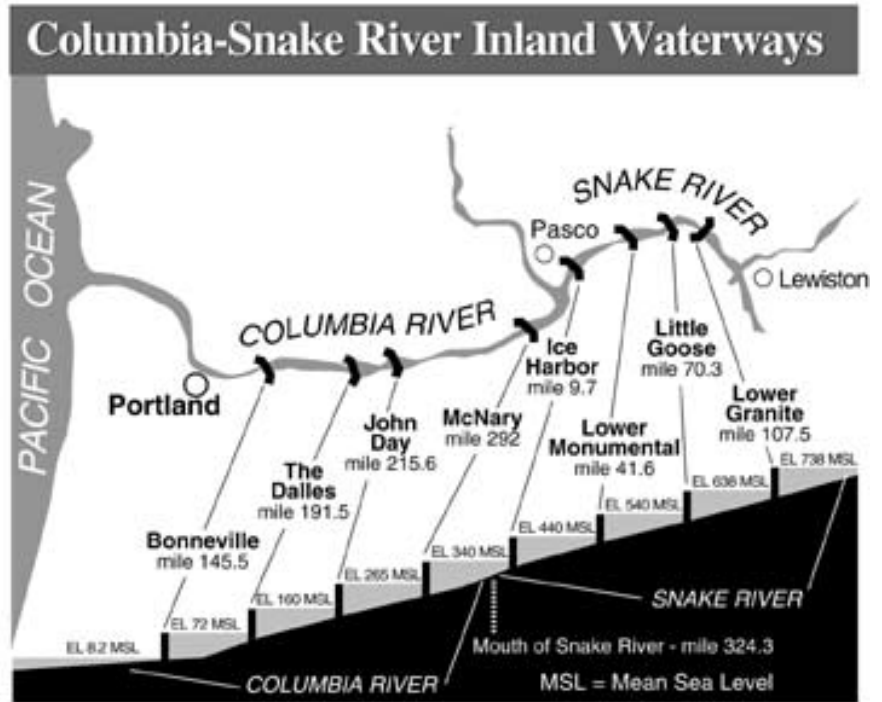 Columbia-Snake River Inland Waterways
PACIFIC OCEAN
SNAKE RIVER
Pasco
Lewiston
COLUMBIA RIVER
Portland
Ice
Harbor
mile 9.7
Little
Goose
mile 70.3
John
Day
mile 215.6
McNary
mile 292
Lower
Monumental
mile 41.6
Lower
Granite
mile 107.5
The
Dalles
mile 191.5
Bonneville
mile 145.5
EL 738 MSL
EL 638 MSL
EL 540 MSL
EL 440 MSL
EL 340 MSL
EL 265 MSL
EL 160 MSL
EL 72 MSL
EL 8.2 MSL
SNAKE RIVER
Mouth of Snake River - mile 324.3
COLUMBIA RIVER
MSL = Mean Sea Level